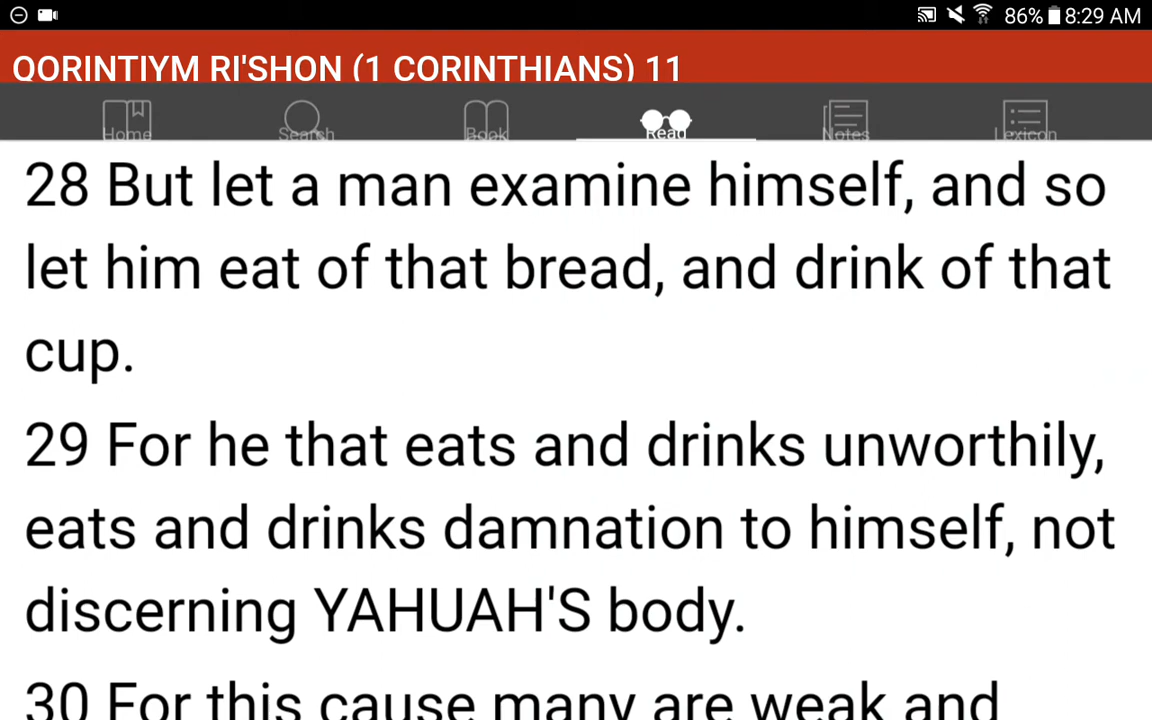 86% 8:29 AM
QORINTIYM RI'SHON (1 CORINTHIANS) 11
Home Search Book Read Notes Lexicon
28 But let a man examine himself, and so
let him eat of that bread, and drink of that
cup.
29 For he that eats and drinks unworthily,
eats and drinks damnation to himself, not
discerning YAHUAH'S body.
30 For this cause many are weak and